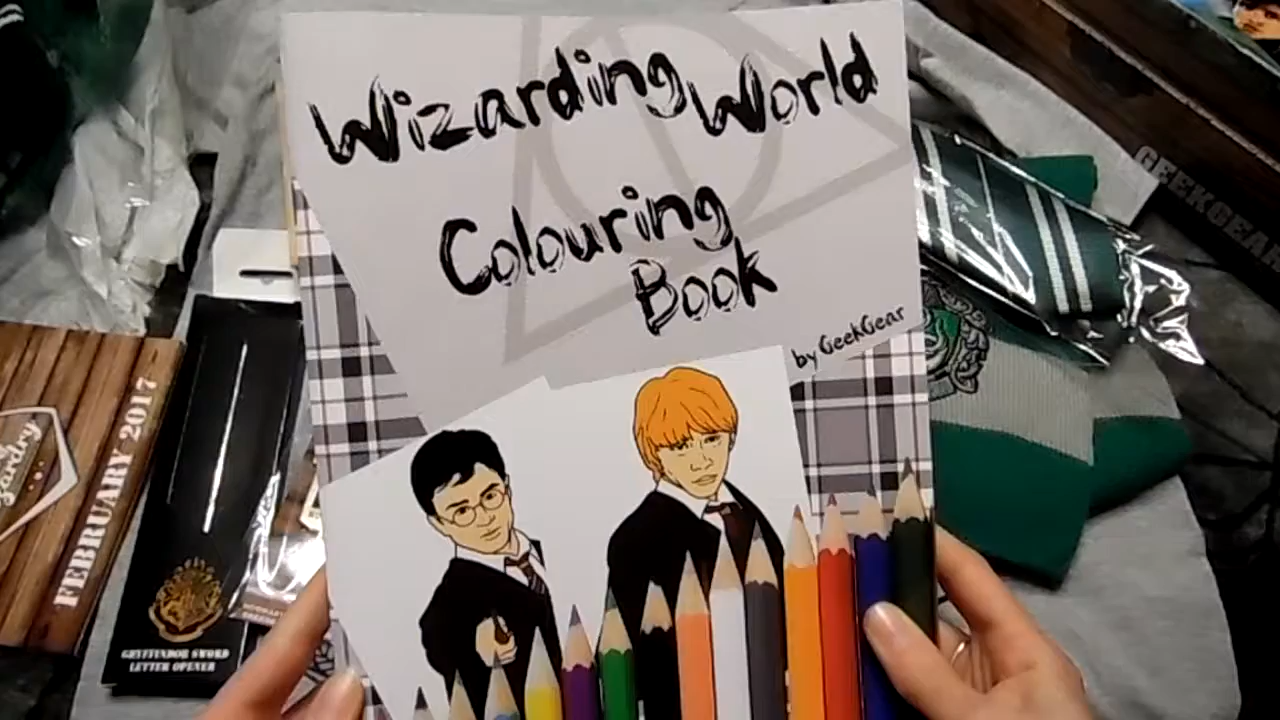 Wizarding World
Colouring
Book
by GeekGear
GEEKGEAR
FEBRUARY 2017
GRYFFINDOR SWORD
LETTER OPENER